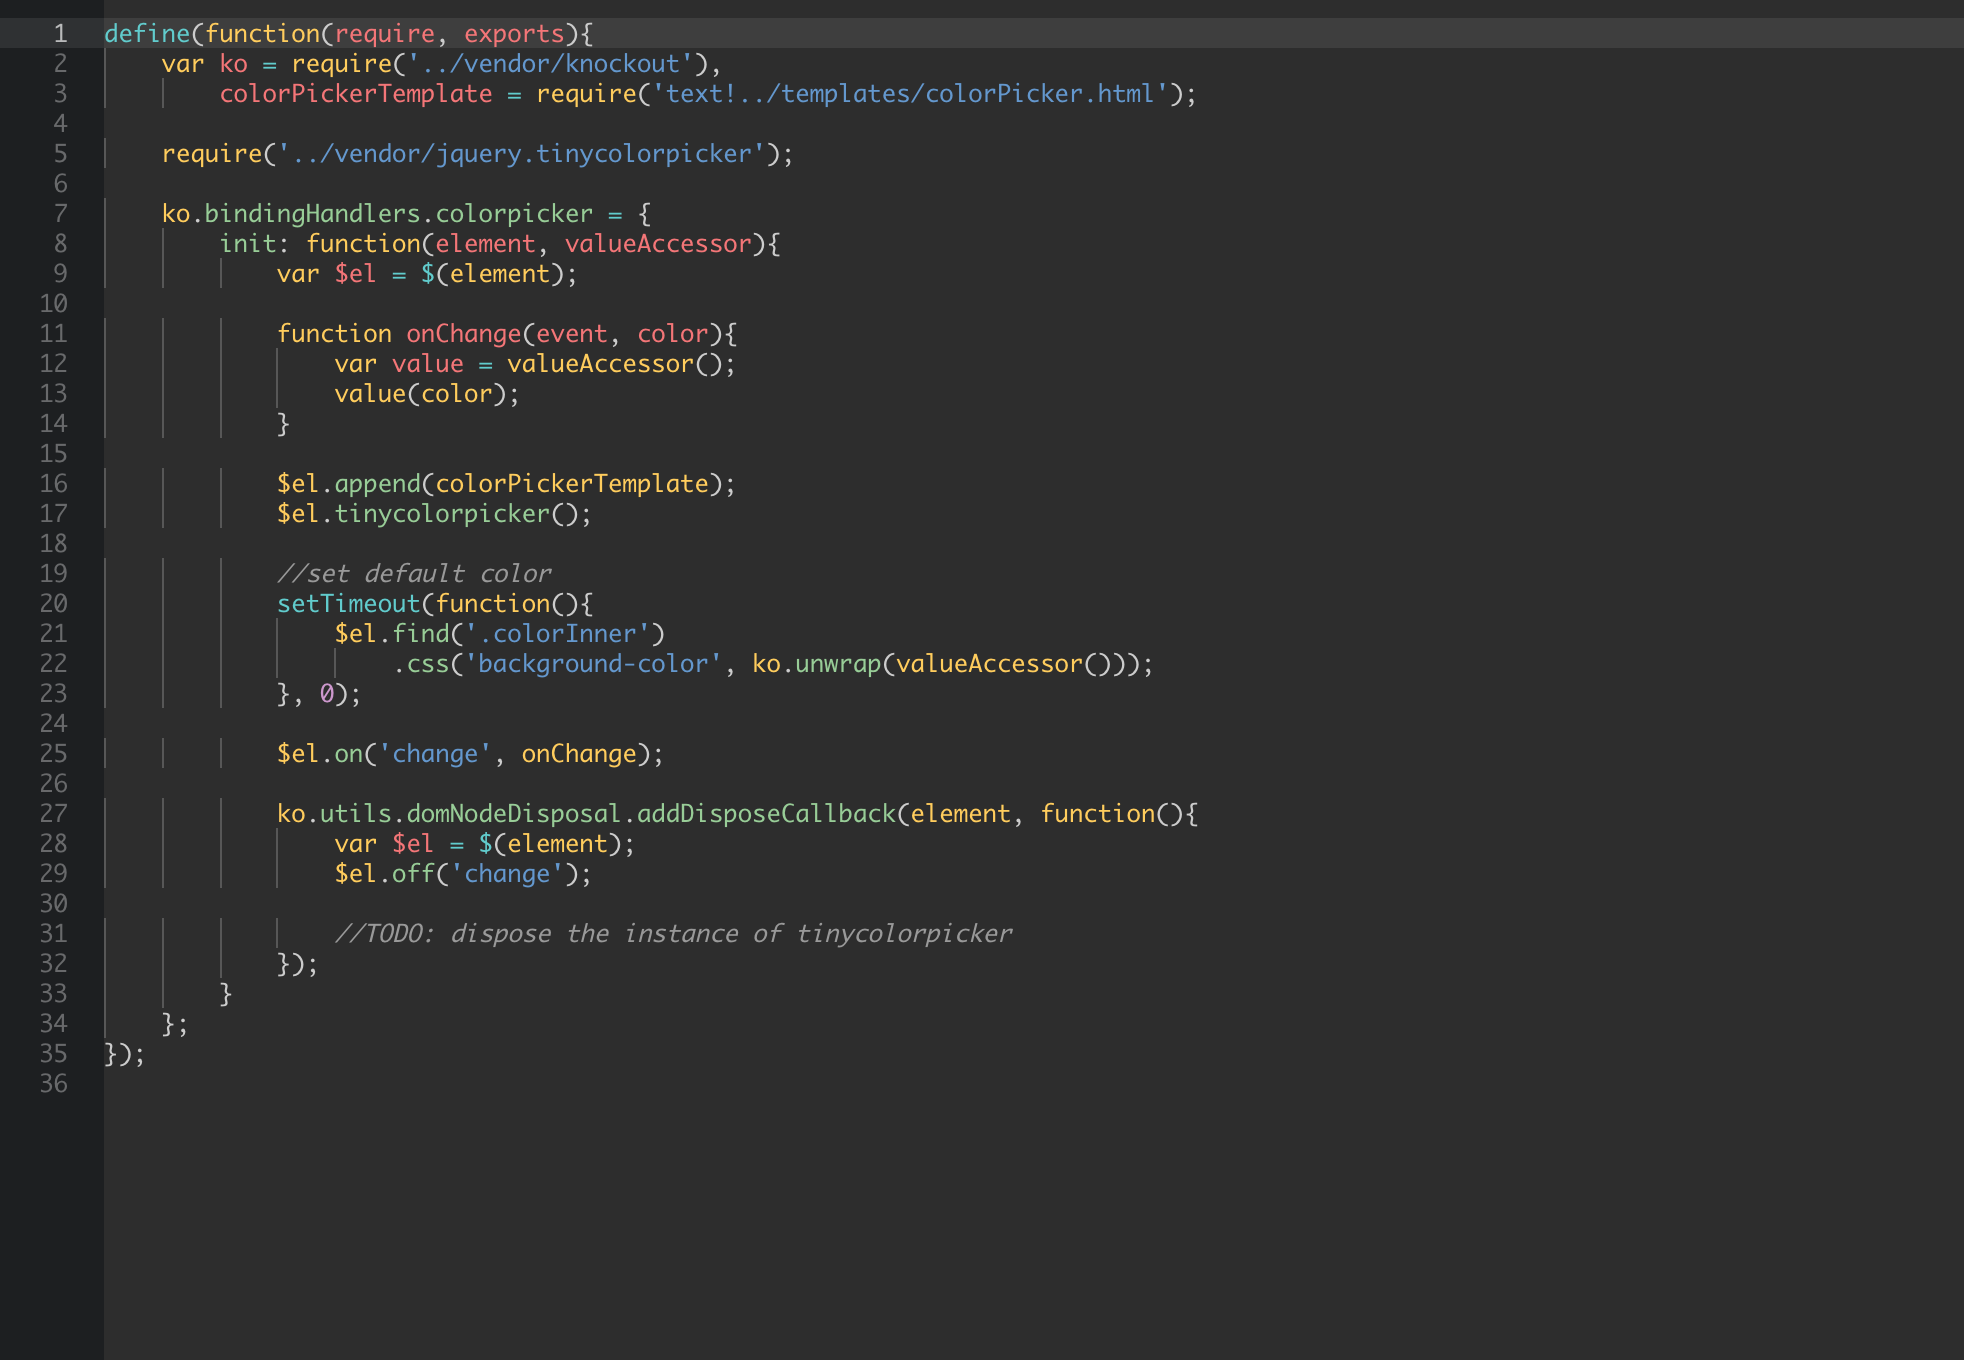 1 define(function(require, exports){
2     var ko = require('../vendor/knockout'),
3         colorPickerTemplate = require('text!../templates/colorPicker.html');
4
5     require('../vendor/jquery.tinycolorpicker');
6
7     ko.bindingHandlers.colorpicker = {
8         init: function(element, valueAccessor){
9             var $el = $(element);
10
11             function onChange(event, color){
12                 var value = valueAccessor();
13                 value(color);
14             }
15
16             $el.append(colorPickerTemplate);
17             $el.tinycolorpicker();
18
19             //set default color
20             setTimeout(function(){
21                 $el.find('.colorInner')
22                     .css('background-color', ko.unwrap(valueAccessor()));
23             }, 0);
24
25             $el.on('change', onChange);
26
27             ko.utils.domNodeDisposal.addDisposeCallback(element, function(){
28                 var $el = $(element);
29                 $el.off('change');
30
31                 //TODO: dispose the instance of tinycolorpicker
32             });
33         }
34     };
35 });
36